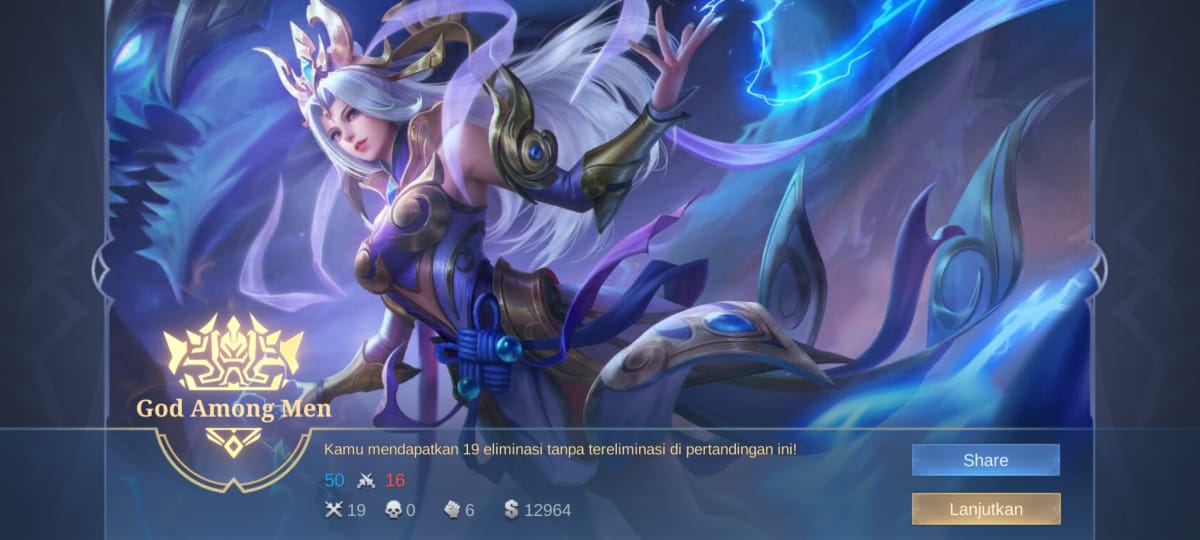 God Among Men
Kamu mendapatkan 19 eliminasi tanpa tereliminasi di pertandingan ini!
50 16
19 0 6 12964
Share
Lanjutkan